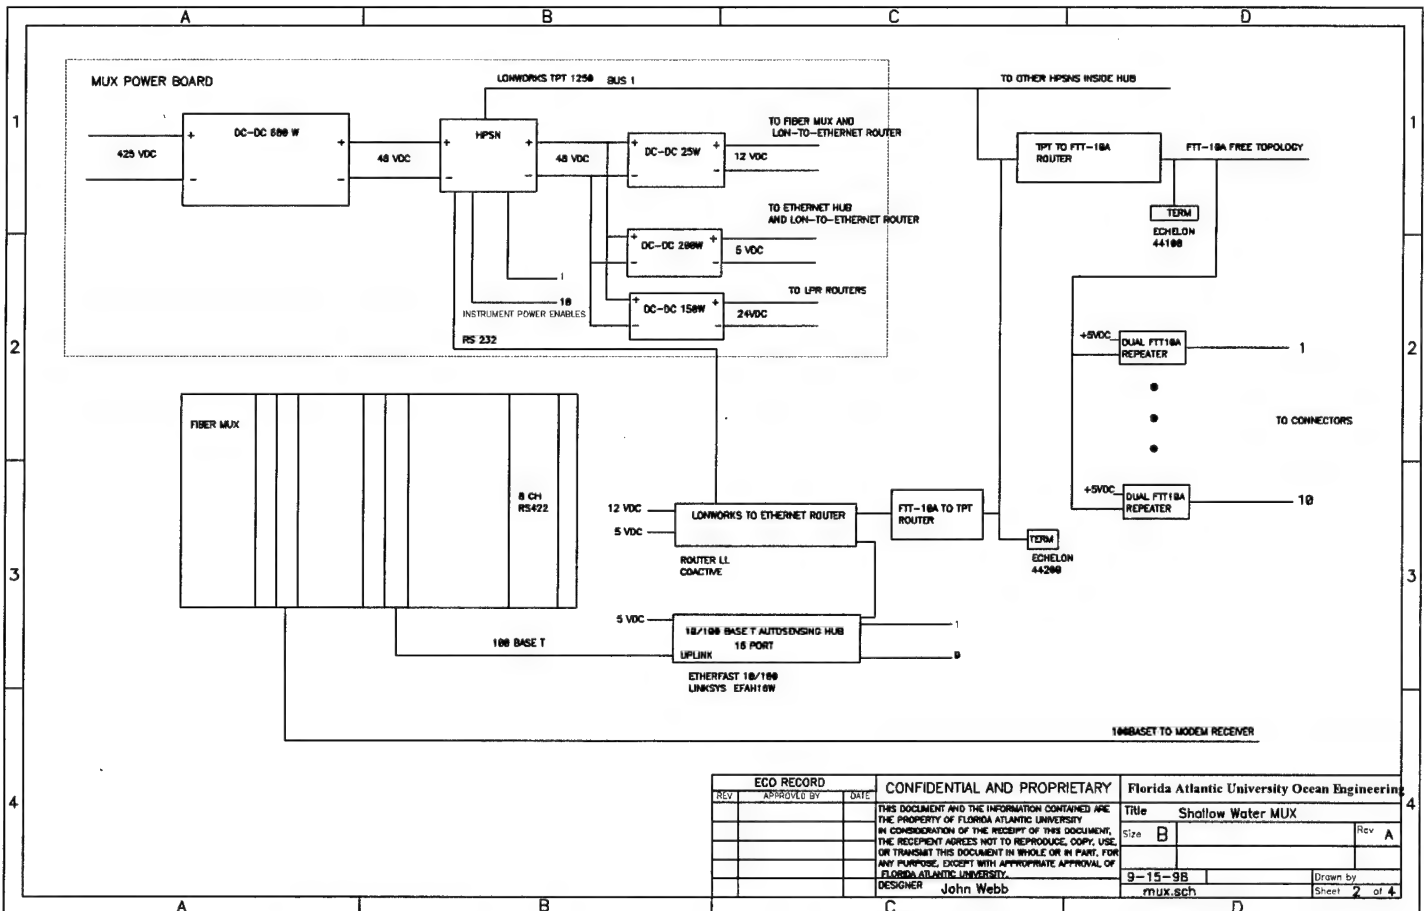 A B C D
MUX POWER BOARD
LONWORKS TPT 1250 BUS 1
TO OTHER HPSNS INSIDE HUB
1 1
+ DC-DC 600 W +
425 VDC
- -
48 VDC
HPSN
+ +
- -
48 VDC
+ +
DC-DC 25W
- -
TO FIBER MUX AND
LON-TO-ETHERNET ROUTER
12 VDC
TPT TO FTT-10A
ROUTER
FTT-10A FREE TOPOLOGY
TERM
ECHELON
44100
TO ETHERNET HUB
AND LON-TO-ETHERNET ROUTER
+ +
DC-DC 200W
- -
5 VDC
1
10
INSTRUMENT POWER ENABLES
TO LPR ROUTERS
+ +
DC-DC 150W
- -
24VDC
RS 232
2 2
+5VDC
DUAL FTT10A
REPEATER
1
TO CONNECTORS
+5VDC
DUAL FTT10A
REPEATER
10
FIBER MUX
8 CH
RS422
12 VDC
5 VDC
LONWORKS TO ETHERNET ROUTER
ROUTER LL
COACTIVE
FTT-10A TO TPT
ROUTER
TERM
ECHELON
44200
3 3
5 VDC
10/100 BASE T AUTOSENSING HUB
16 PORT
UPLINK
1
9
100 BASE T
ETHERFAST 10/100
LINKSYS EFAH16W
100BASET TO MODEM RECEIVER
4 4
ECO RECORD
REV APPROVED BY DATE
CONFIDENTIAL AND PROPRIETARY
THIS DOCUMENT AND THE INFORMATION CONTAINED ARE
THE PROPERTY OF FLORIDA ATLANTIC UNIVERSITY
IN CONSIDERATION OF THE RECEIPT OF THIS DOCUMENT,
THE RECEPIENT AGREES NOT TO REPRODUCE, COPY, USE,
OR TRANSMIT THIS DOCUMENT IN WHOLE OR IN PART, FOR
ANY PURPOSE, EXCEPT WITH APPROPRIATE APPROVAL OF
FLORIDA ATLANTIC UNIVERSITY.
DESIGNER John Webb
Florida Atlantic University Ocean Engineering
Title Shallow Water MUX
Size B Rev A
9-15-98 Drawn by
mux.sch Sheet 2 of 4
A B C D